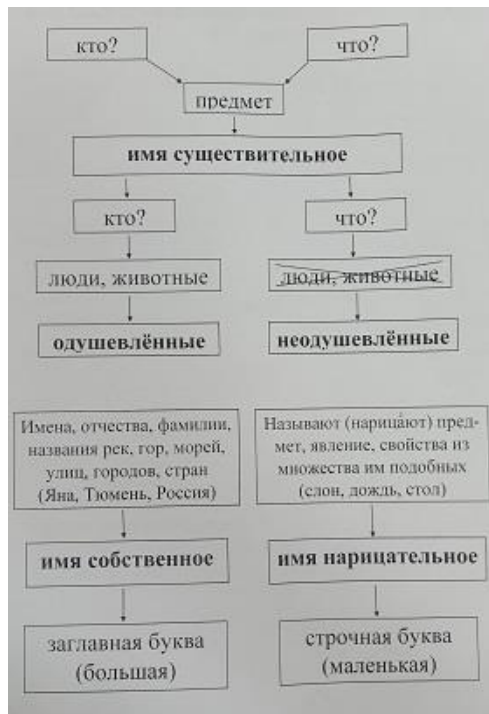 кто?
что?
предмет
имя существительное
кто?
что?
люди, животные
люди, животные
одушевлённые
неодушевлённые
Имена, отчества, фамилии,
названия рек, гор, морей,
улиц, городов, стран
(Яна, Тюмень, Россия)
Называют (нарица́ют) пред-
мет, явление, свойства из
множества им подобных
(слон, дождь, стол)
имя собственное
имя нарицательное
заглавная буква
(большая)
строчная буква
(маленькая)